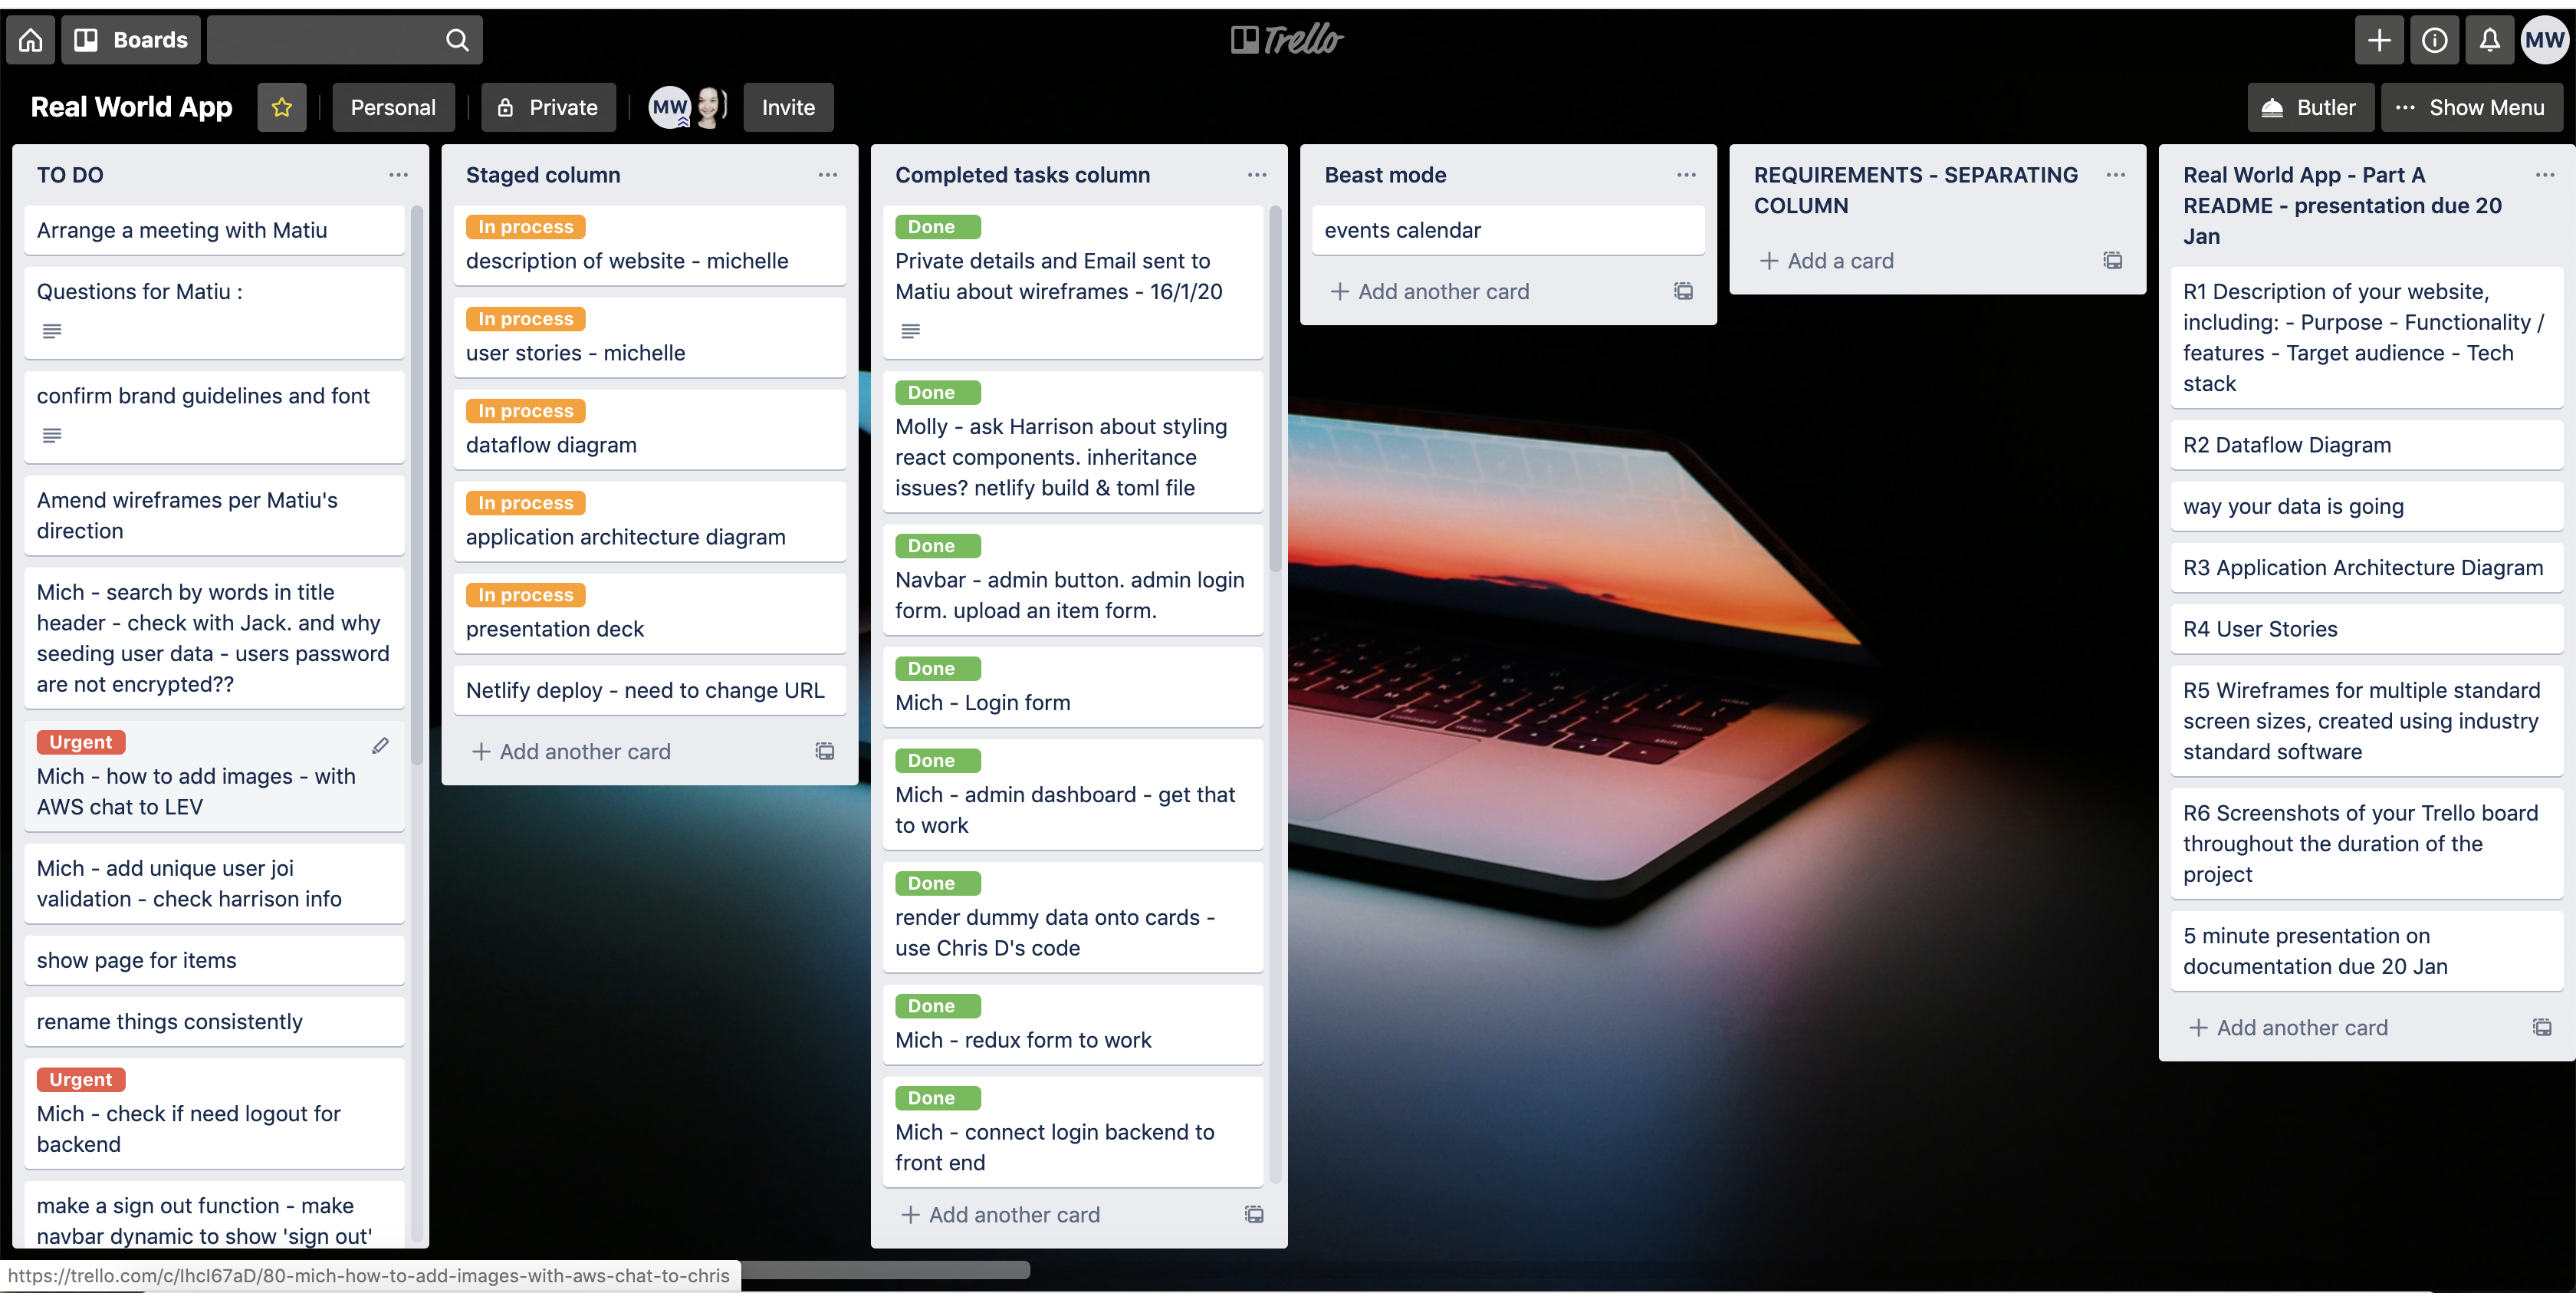 Boards
Trello
MW
Real World App
Personal
Private
MW
Invite
Butler
... Show Menu
TO DO
Arrange a meeting with Matiu
Questions for Matiu :
confirm brand guidelines and font
Amend wireframes per Matiu's
direction
Mich - search by words in title
header - check with Jack. and why
seeding user data - users password
are not encrypted??
Urgent
Mich - how to add images - with
AWS chat to LEV
Mich - add unique user joi
validation - check harrison info
show page for items
rename things consistently
Urgent
Mich - check if need logout for
backend
make a sign out function - make
navbar dynamic to show 'sign out'
Staged column
In process
description of website - michelle
In process
user stories - michelle
In process
dataflow diagram
In process
application architecture diagram
In process
presentation deck
Netlify deploy - need to change URL
+ Add another card
Completed tasks column
Done
Private details and Email sent to
Matiu about wireframes - 16/1/20
Done
Molly - ask Harrison about styling
react components. inheritance
issues? netlify build & toml file
Done
Navbar - admin button. admin login
form. upload an item form.
Done
Mich - Login form
Done
Mich - admin dashboard - get that
to work
Done
render dummy data onto cards -
use Chris D's code
Done
Mich - redux form to work
Done
Mich - connect login backend to
front end
+ Add another card
Beast mode
events calendar
+ Add another card
REQUIREMENTS - SEPARATING
COLUMN
+ Add a card
Real World App - Part A
README - presentation due 20
Jan
R1 Description of your website,
including: - Purpose - Functionality /
features - Target audience - Tech
stack
R2 Dataflow Diagram
way your data is going
R3 Application Architecture Diagram
R4 User Stories
R5 Wireframes for multiple standard
screen sizes, created using industry
standard software
R6 Screenshots of your Trello board
throughout the duration of the
project
5 minute presentation on
documentation due 20 Jan
+ Add another card
https://trello.com/c/IhcI67aD/80-mich-how-to-add-images-with-aws-chat-to-chris